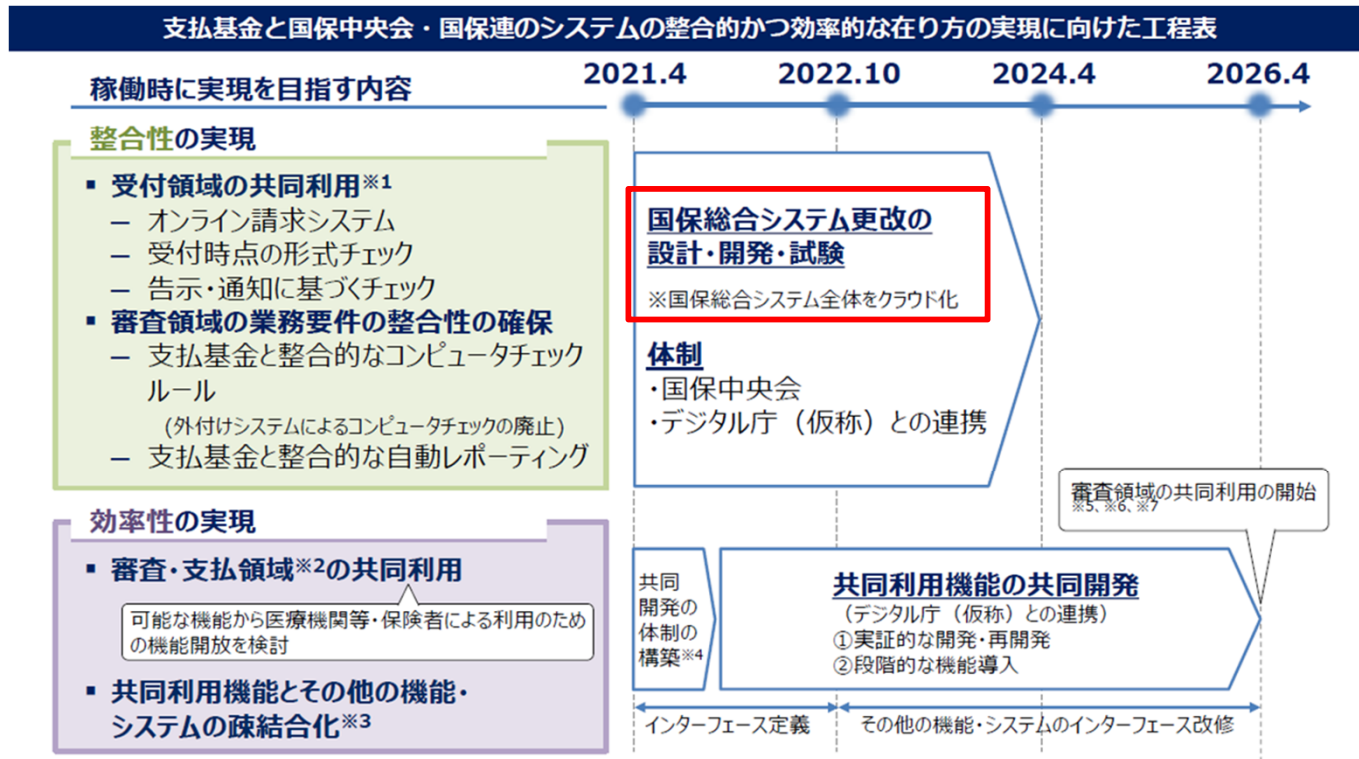 支払基金と国保中央会・国保連のシステムの整合的かつ効率的な在り方の実現に向けた工程表
稼働時に実現を目指す内容
2021.4
2022.10
2024.4
2026.4
整合性の実現
▪ 受付領域の共同利用※1
― オンライン請求システム
― 受付時点の形式チェック
― 告示・通知に基づくチェック
▪ 審査領域の業務要件の整合性の確保
― 支払基金と整合的なコンピュータチェック
ルール
(外付けシステムによるコンピュータチェックの廃止)
― 支払基金と整合的な自動レポーティング
国保総合システム更改の
設計・開発・試験
※国保総合システム全体をクラウド化
体制
・国保中央会
・デジタル庁（仮称）との連携
効率性の実現
▪ 審査・支払領域※2の共同利用
可能な機能から医療機関等・保険者による利用のため
の機能開放を検討
▪ 共同利用機能とその他の機能・
システムの疎結合化※3
審査領域の共同利用の開始
※5、※6、※7
共同
開発の
体制の
構築※4
共同利用機能の共同開発
（デジタル庁（仮称）との連携）
①実証的な開発・再開発
②段階的な機能導入
インターフェース定義
その他の機能・システムのインターフェース改修